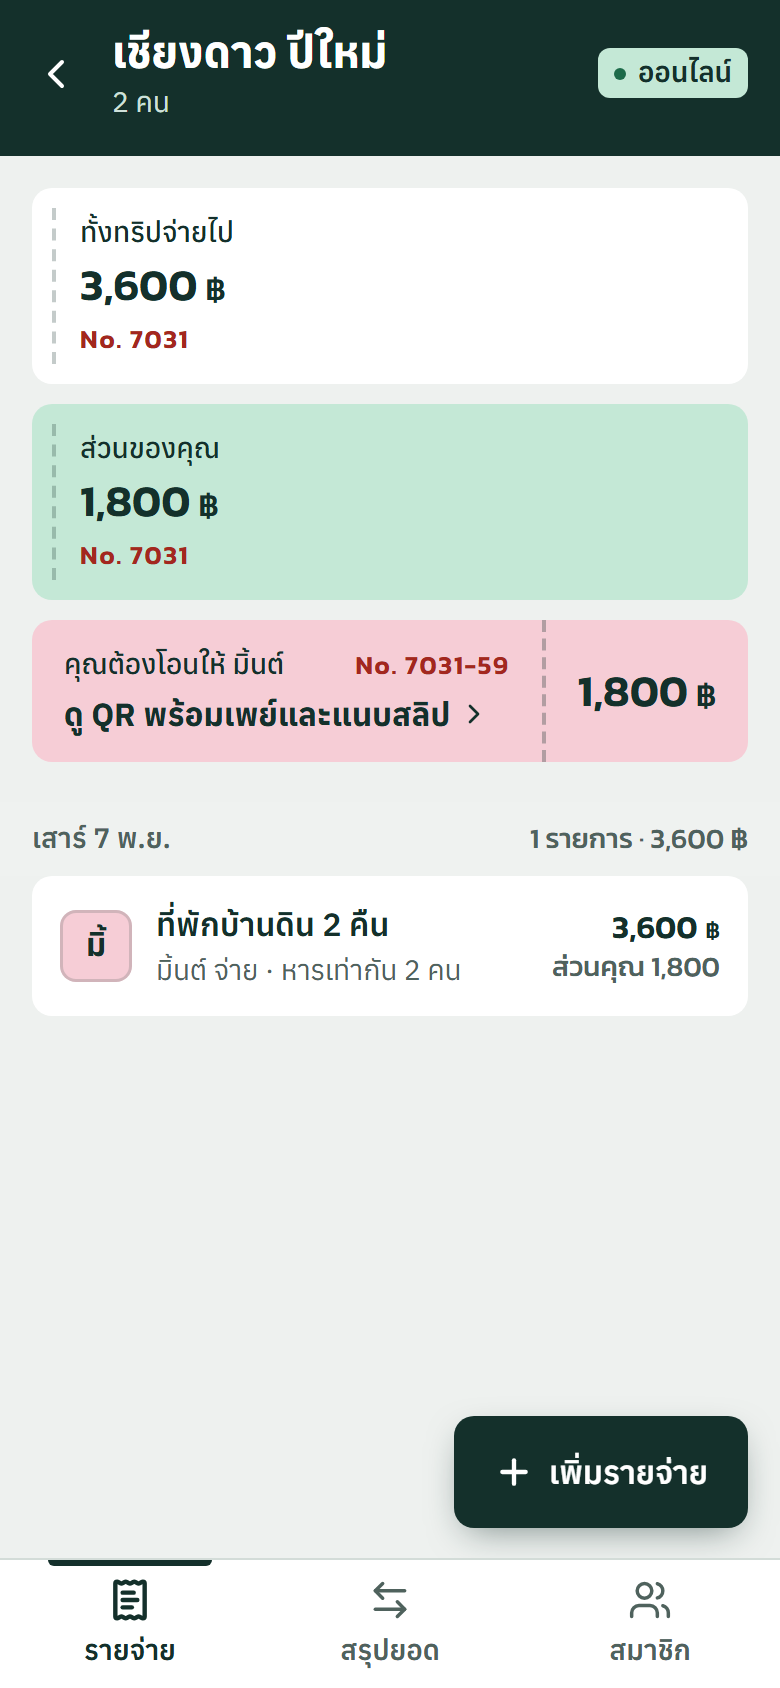 เชียงดาว ปีใหม่
2 คน
ออนไลน์
ทั้งทริปจ่ายไป
3,600 ฿
No. 7031
ส่วนของคุณ
1,800 ฿
No. 7031
คุณต้องโอนให้ มิ้นต์
No. 7031-59
ดู QR พร้อมเพย์และแนบสลิป
1,800 ฿
เสาร์ 7 พ.ย.
1 รายการ · 3,600 ฿
มิ้
ที่พักบ้านดิน 2 คืน
3,600 ฿
มิ้นต์ จ่าย · หารเท่ากัน 2 คน
ส่วนคุณ 1,800
เพิ่มรายจ่าย
รายจ่าย
สรุปยอด
สมาชิก